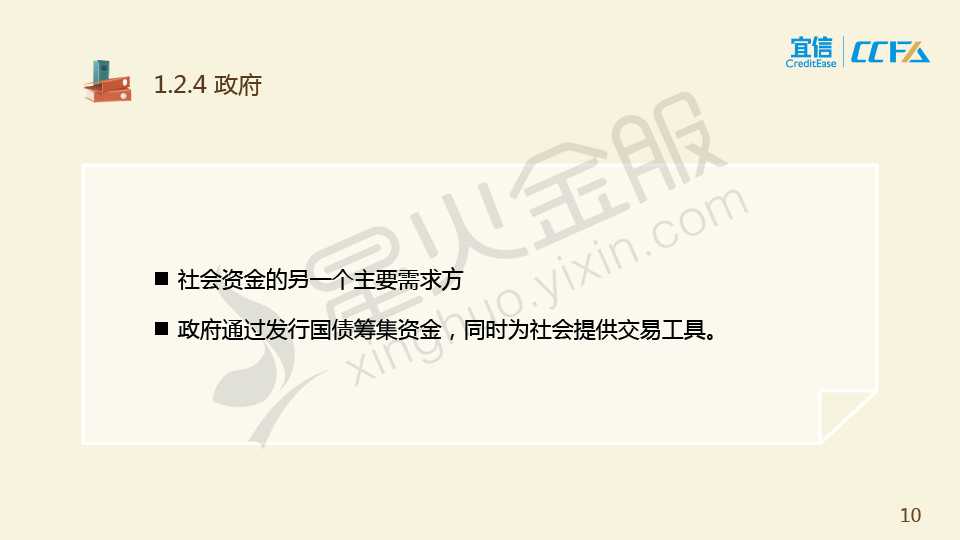 宜信
CreditEase
CCFA
1.2.4 政府
星火金服
xinghuo.yixin.com
■ 社会资金的另一个主要需求方
■ 政府通过发行国债筹集资金，同时为社会提供交易工具。
10